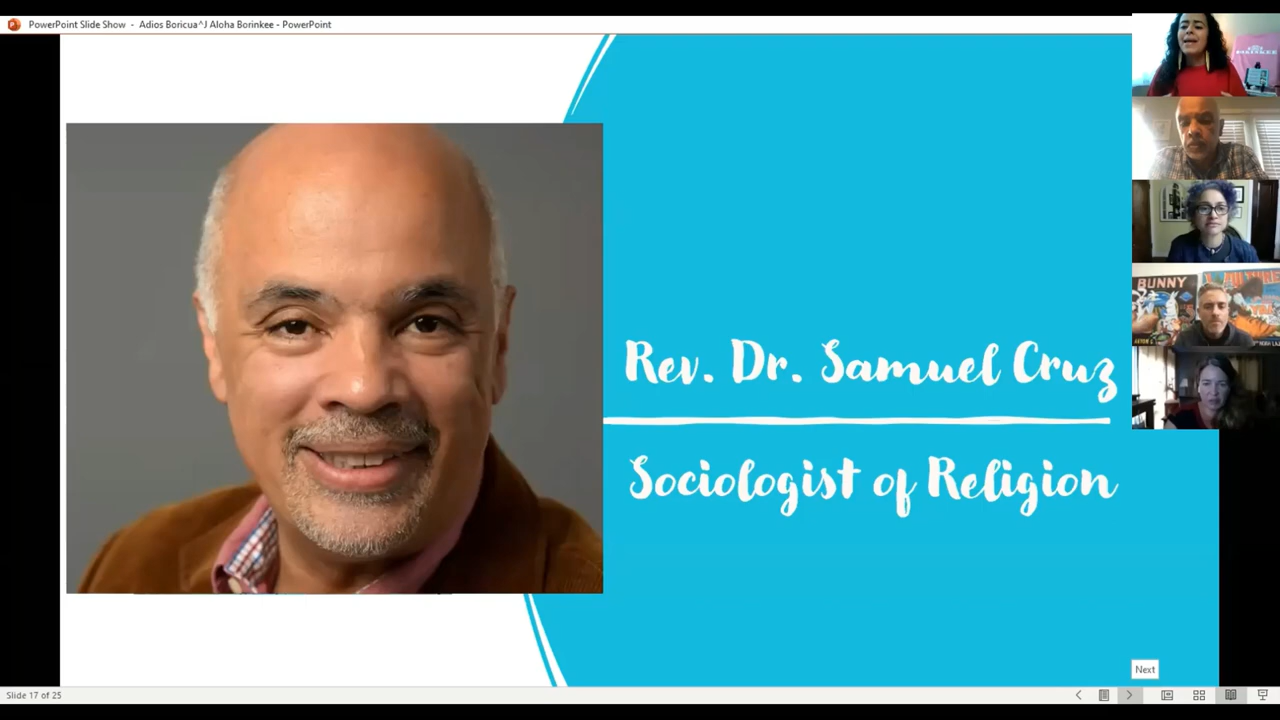 PowerPoint Slide Show - Adios Boricua^J Aloha Borinkee - PowerPoint
Rev. Dr. Samuel Cruz
Sociologist of Religion
BUNNY
Next
Slide 17 of 25